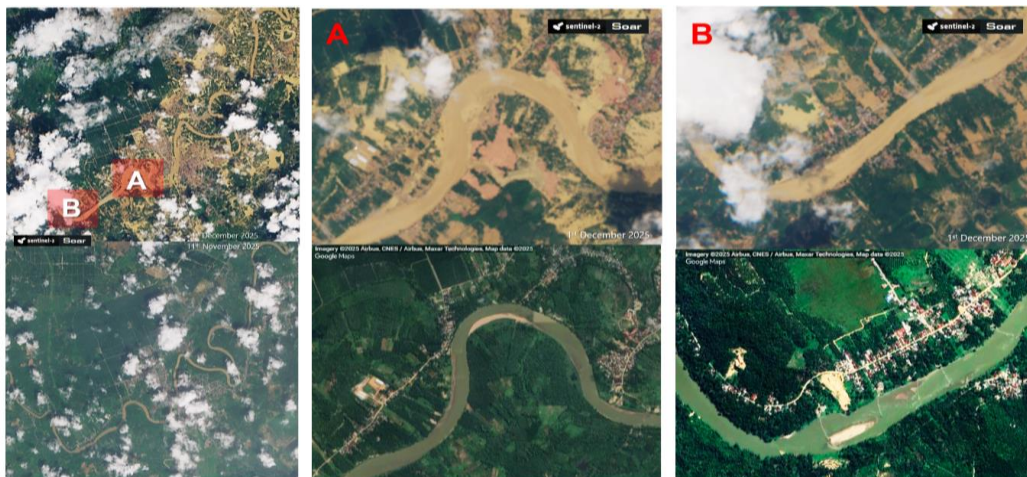 A
B
1st December 2025
sentinel-2 Soar
11st November 2025
A
sentinel-2 Soar
1st December 2025
Imagery ©2025 Airbus, CNES / Airbus, Maxar Technologies, Map data ©2025
Google Maps
B
sentinel-2 Soar
1st December 2025
Imagery ©2025 Airbus, CNES / Airbus, Maxar Technologies, Map data ©2025
Google Maps